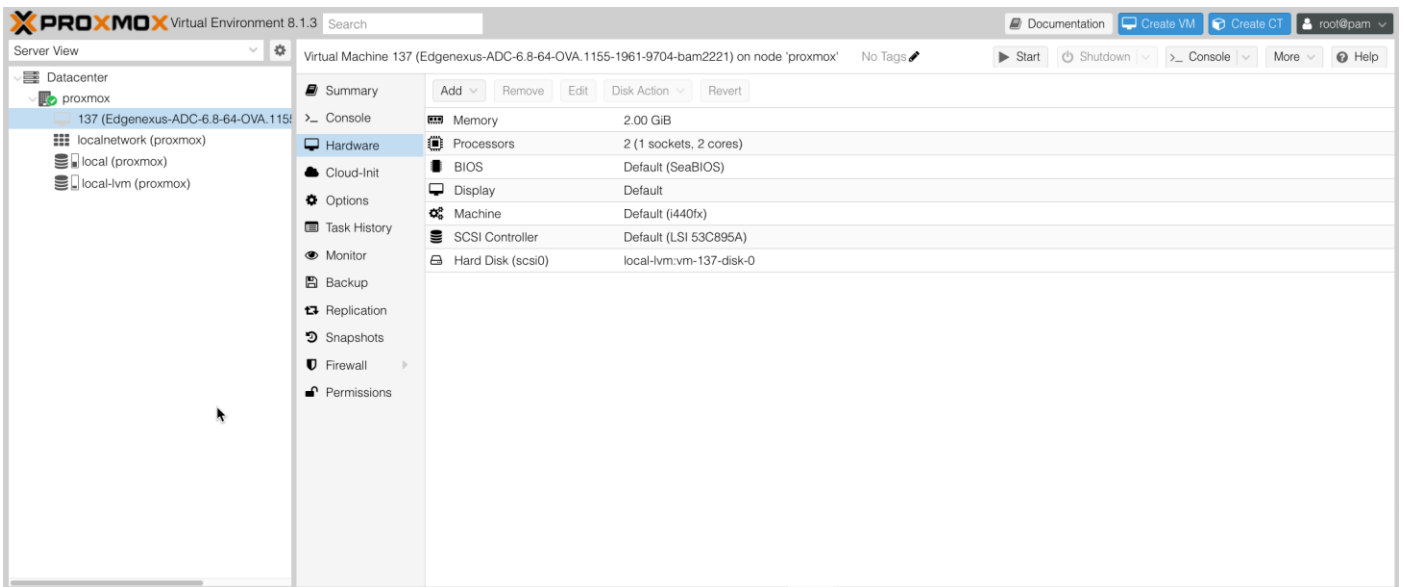 PROXMOX Virtual Environment 8.1.3 Search Documentation Create VM Create CT root@pam
Server View
Datacenter
proxmox
137 (Edgenexus-ADC-6.8-64-OVA.115
localnetwork (proxmox)
local (proxmox)
local-lvm (proxmox)
Virtual Machine 137 (Edgenexus-ADC-6.8-64-OVA.1155-1961-9704-bam2221) on node 'proxmox' No Tags Start Shutdown >_ Console More Help
Summary
>_ Console
Hardware
Cloud-Init
Options
Task History
Monitor
Backup
Replication
Snapshots
Firewall
Permissions
Add Remove Edit Disk Action Revert
Memory 2.00 GiB
Processors 2 (1 sockets, 2 cores)
BIOS Default (SeaBIOS)
Display Default
Machine Default (i440fx)
SCSI Controller Default (LSI 53C895A)
Hard Disk (scsi0) local-lvm:vm-137-disk-0